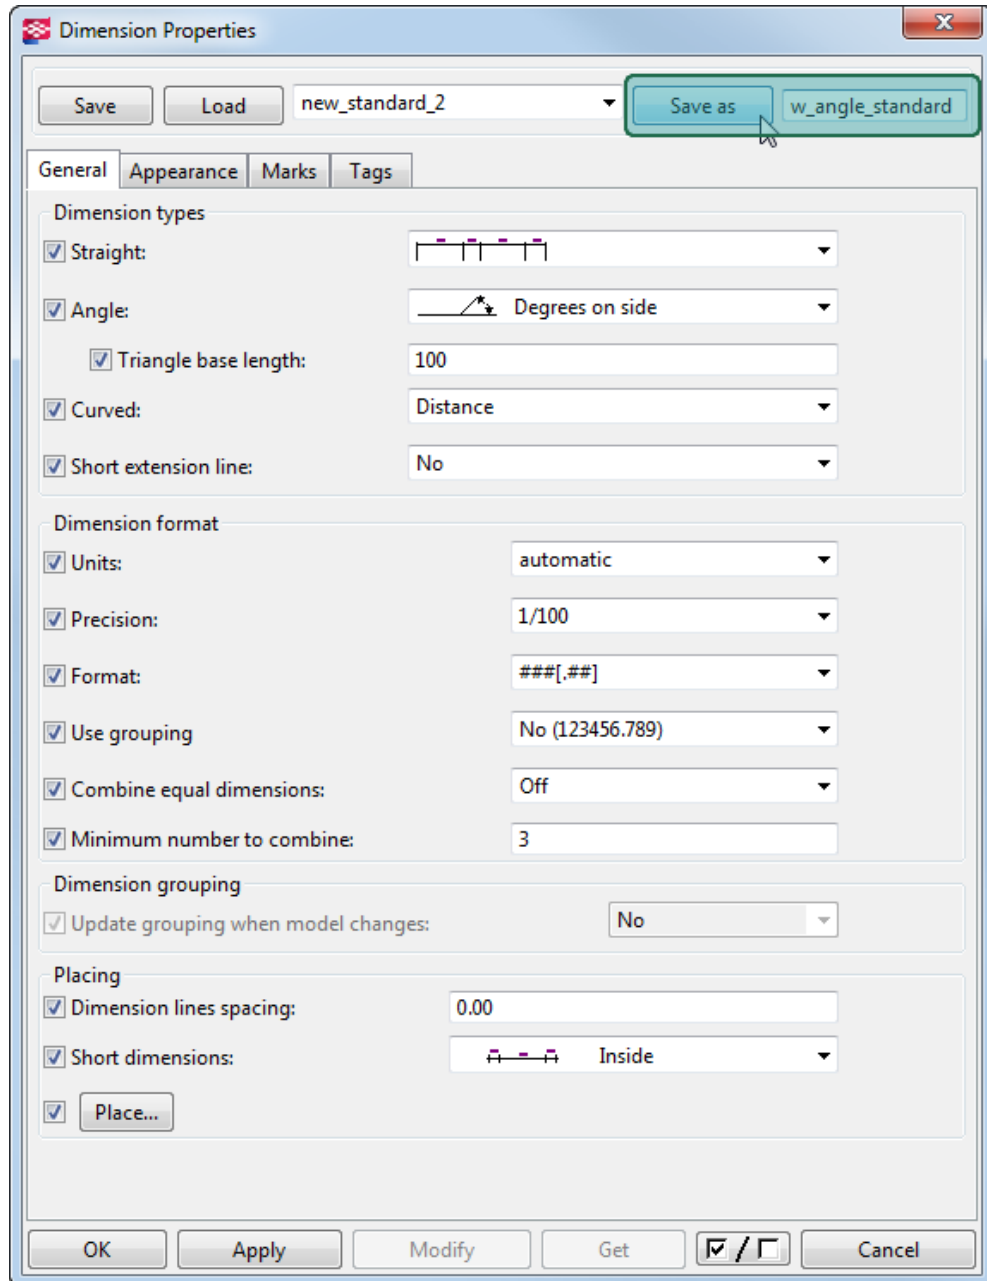 Dimension Properties
Save Load new_standard_2 Save as w_angle_standard
General Appearance Marks Tags
Dimension types
Straight:
Angle: Degrees on side
Triangle base length: 100
Curved: Distance
Short extension line: No
Dimension format
Units: automatic
Precision: 1/100
Format: ###[.##]
Use grouping No (123456.789)
Combine equal dimensions: Off
Minimum number to combine: 3
Dimension grouping
Update grouping when model changes: No
Placing
Dimension lines spacing: 0.00
Short dimensions: Inside
Place...
OK Apply Modify Get / Cancel